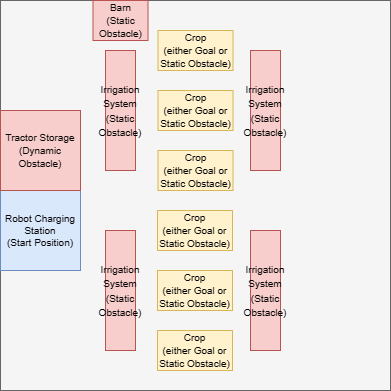 Barn
(Static
Obstacle)
Crop
(either Goal or
Static Obstacle)
Irrigation
System
(Static
Obstacle)
Irrigation
System
(Static
Obstacle)
Crop
(either Goal or
Static Obstacle)
Tractor Storage
(Dynamic
Obstacle)
Crop
(either Goal or
Static Obstacle)
Robot Charging
Station
(Start Position)
Crop
(either Goal or
Static Obstacle)
Irrigation
System
(Static
Obstacle)
Irrigation
System
(Static
Obstacle)
Crop
(either Goal or
Static Obstacle)
Crop
(either Goal or
Static Obstacle)